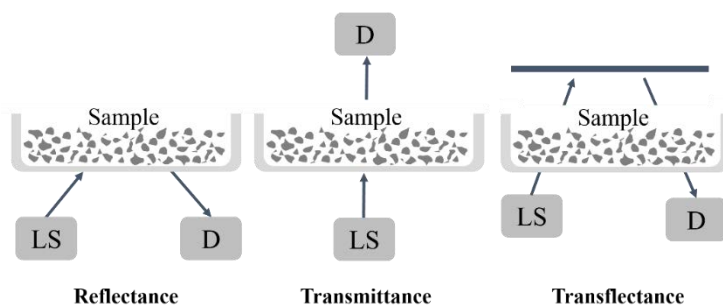 D
Sample
Sample
Sample
LS
D
LS
LS
D
Reflectance
Transmittance
Transflectance